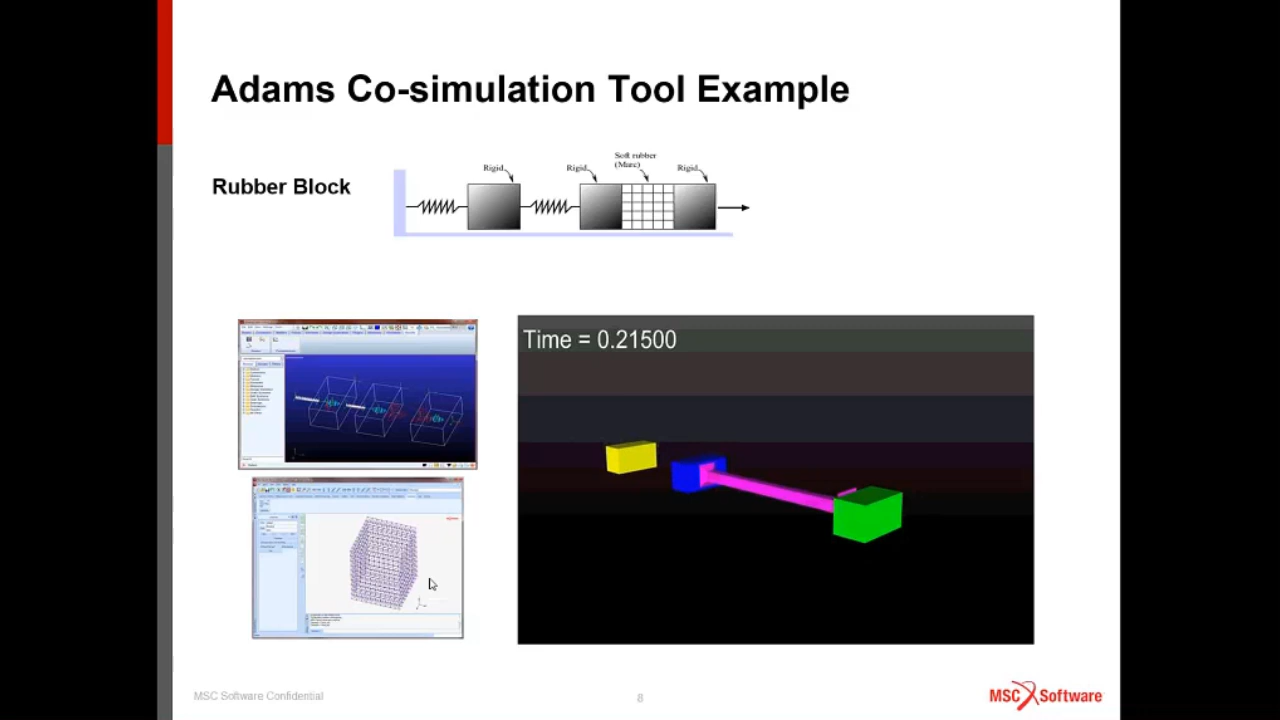 Adams Co-simulation Tool Example
Rubber Block
Rigid
Rigid
Soft rubber
(Marc)
Rigid
Time = 0.21500
MSC Software Confidential
8
MSC Software